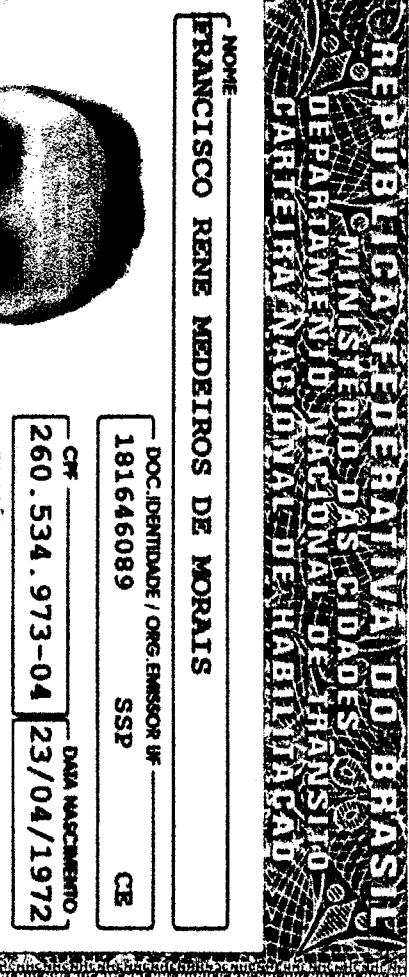 REPÚBLICA FEDERATIVA DO BRASIL
MINISTÉRIO DAS CIDADES
DEPARTAMENTO NACIONAL DE TRÂNSITO
CARTEIRA NACIONAL DE HABILITAÇÃO
NOME
FRANCISCO RENE MEDEIROS DE MORAIS
DOC.IDENTIDADE / ORG.EMISSOR UF
181646089 SSP CE
CPF DATA NASCIMENTO
260.534.973-04 23/04/1972